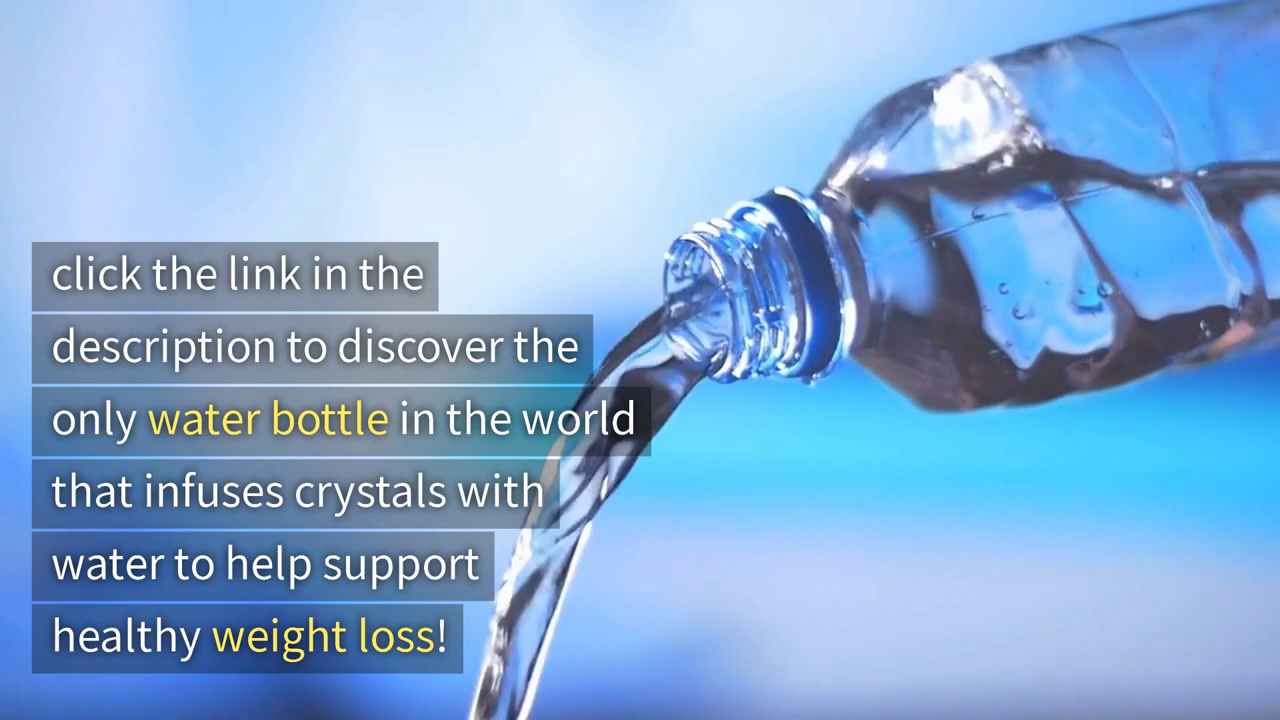 click the link in the
description to discover the
only water bottle in the world
that infuses crystals with
water to help support
healthy weight loss!